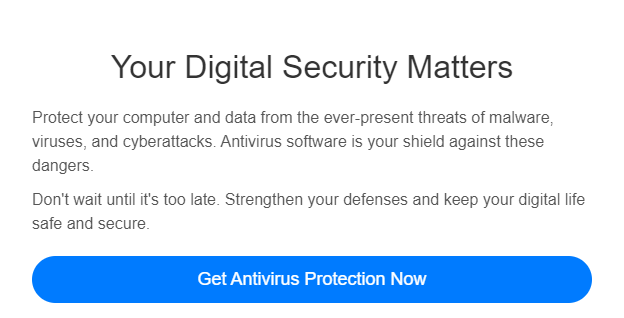 Your Digital Security Matters
Protect your computer and data from the ever-present threats of malware,
viruses, and cyberattacks. Antivirus software is your shield against these
dangers.
Don't wait until it's too late. Strengthen your defenses and keep your digital life
safe and secure.
Get Antivirus Protection Now